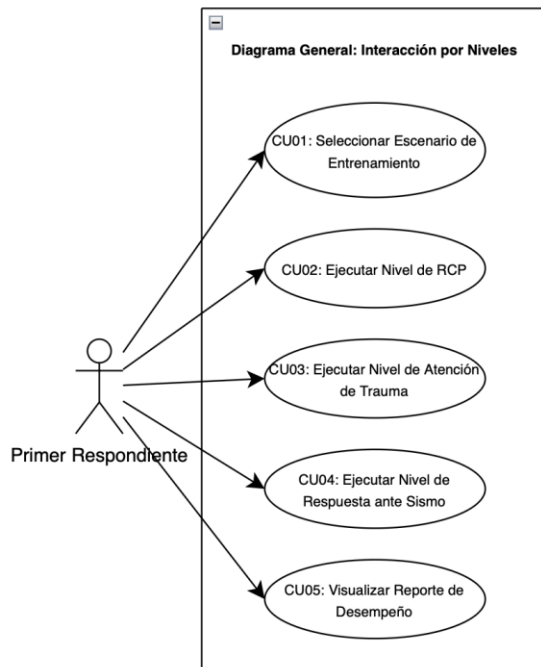 Diagrama General: Interacción por Niveles
CU01: Seleccionar Escenario de
Entrenamiento
CU02: Ejecutar Nivel de RCP
CU03: Ejecutar Nivel de Atención
de Trauma
Primer Respondiente
CU04: Ejecutar Nivel de
Respuesta ante Sismo
CU05: Visualizar Reporte de
Desempeño